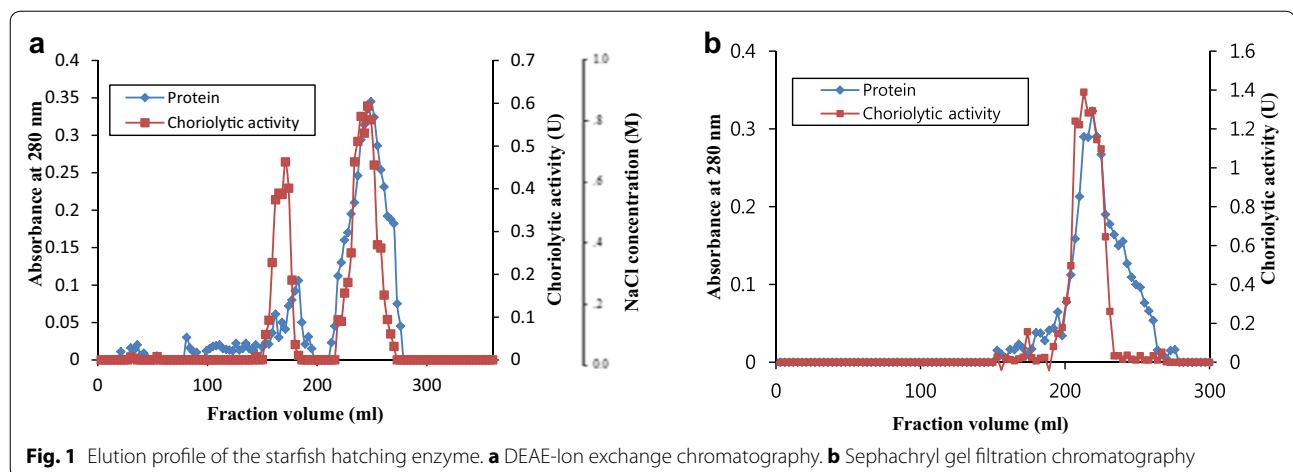 a
0.4
0.35
0.3
0.25
0.2
0.15
0.1
0.05
0
Absorbance at 280 nm
Protein
Choriolytic activity
0.7
0.6
0.5
0.4
0.3
0.2
0.1
0
Choriolytic activity (U)
1.0
.8
.6
.4
.2
0.0
NaCl concentration (M)
0 100 200 300
Fraction volume (ml)
b
0.4
0.3
0.2
0.1
0
Absorbance at 280 nm
Protein
Choriolytic activity
1.6
1.4
1.2
1
0.8
0.6
0.4
0.2
0
Choriolytic activity (U)
0 100 200 300
Fraction volume (ml)
Fig. 1 Elution profile of the starfish hatching enzyme. a DEAE-Ion exchange chromatography. b Sephachryl gel filtration chromatography